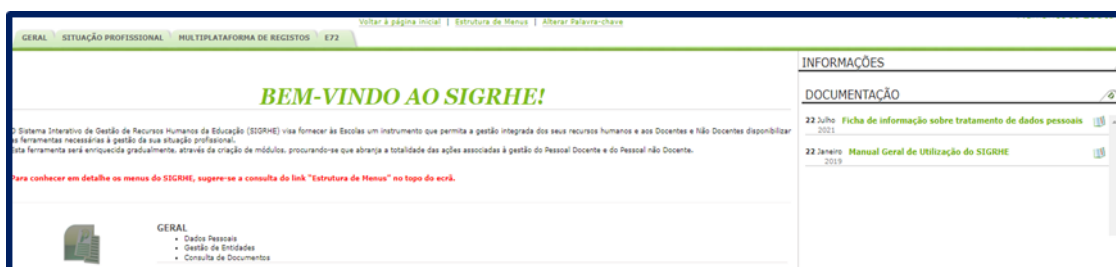 Voltar à página inicial | Estrutura de Menus | Alterar Palavra-chave
GERAL SITUAÇÃO PROFISSIONAL MULTIPLATAFORMA DE REGISTOS E72
BEM-VINDO AO SIGRHE!
O Sistema Interativo de Gestão de Recursos Humanos da Educação (SIGRHE) visa fornecer às Escolas um instrumento que permita a gestão integrada dos seus recursos humanos e aos Docentes e Não Docentes disponibilizar
as ferramentas necessárias à gestão da sua situação profissional.
Esta ferramenta será enriquecida gradualmente, através da criação de módulos, procurando-se que abranja a totalidade das ações associadas à gestão do Pessoal Docente e do Pessoal não Docente.
Para conhecer em detalhe os menus do SIGRHE, sugere-se a consulta do link "Estrutura de Menus" no topo do ecrã.
GERAL
• Dados Pessoais
• Gestão de Entidades
• Consulta de Documentos
INFORMAÇÕES
DOCUMENTAÇÃO
22 Julho 2021 Ficha de informação sobre tratamento de dados pessoais
22 Janeiro 2019 Manual Geral de Utilização do SIGRHE